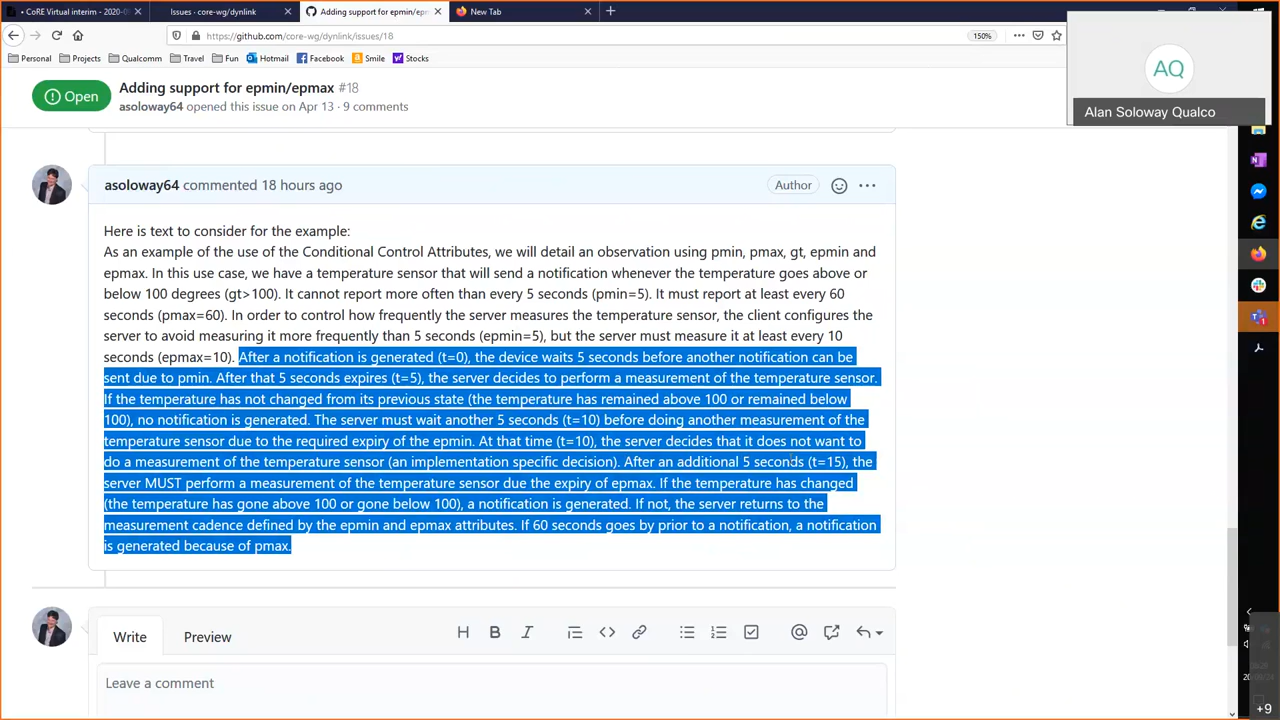 CoRE Virtual interim - 2020-0
Issues · core-wg/dynlink
Adding support for epmin/epm
New Tab
https://github.com/core-wg/dynlink/issues/18
150%
Personal
Projects
Qualcomm
Travel
Fun
Hotmail
Facebook
Smile
Stocks
AQ
Alan Soloway Qualco
Open
Adding support for epmin/epmax #18
asoloway64 opened this issue on Apr 13 · 9 comments
asoloway64 commented 18 hours ago
Author
Here is text to consider for the example:
As an example of the use of the Conditional Control Attributes, we will detail an observation using pmin, pmax, gt, epmin and
epmax. In this use case, we have a temperature sensor that will send a notification whenever the temperature goes above or
below 100 degrees (gt>100). It cannot report more often than every 5 seconds (pmin=5). It must report at least every 60
seconds (pmax=60). In order to control how frequently the server measures the temperature sensor, the client configures the
server to avoid measuring it more frequently than 5 seconds (epmin=5), but the server must measure it at least every 10
seconds (epmax=10). After a notification is generated (t=0), the device waits 5 seconds before another notification can be
sent due to pmin. After that 5 seconds expires (t=5), the server decides to perform a measurement of the temperature sensor.
If the temperature has not changed from its previous state (the temperature has remained above 100 or remained below
100), no notification is generated. The server must wait another 5 seconds (t=10) before doing another measurement of the
temperature sensor due to the required expiry of the epmin. At that time (t=10), the server decides that it does not want to
do a measurement of the temperature sensor (an implementation specific decision). After an additional 5 seconds (t=15), the
server MUST perform a measurement of the temperature sensor due the expiry of epmax. If the temperature has changed
(the temperature has gone above 100 or gone below 100), a notification is generated. If not, the server returns to the
measurement cadence defined by the epmin and epmax attributes. If 60 seconds goes by prior to a notification, a notification
is generated because of pmax.
Write
Preview
Leave a comment
+9